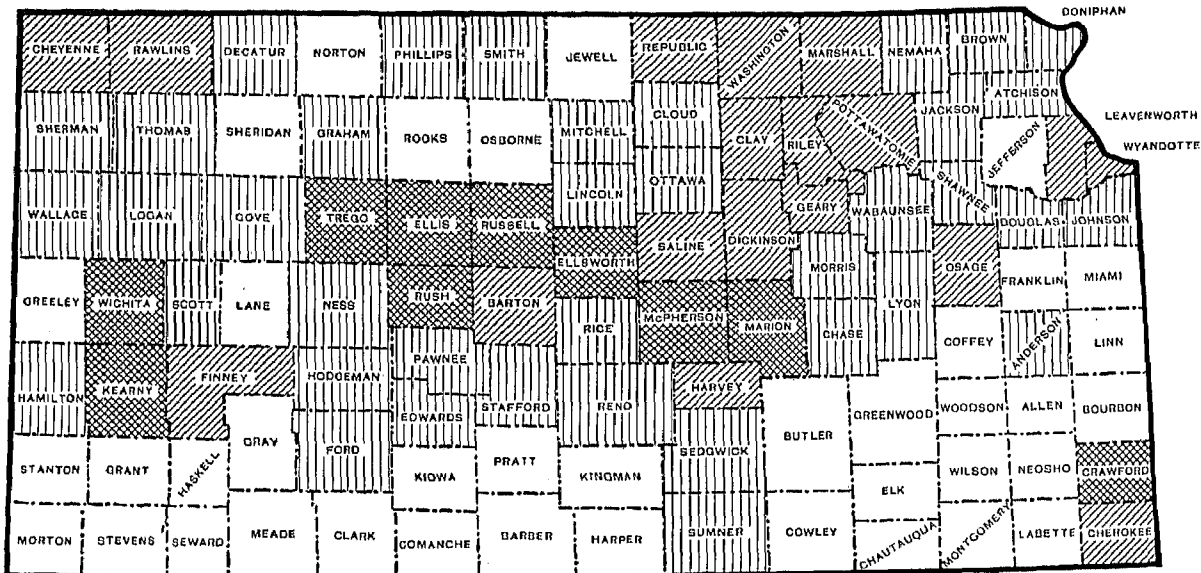 DONIPHAN
CHEYENNE
RAWLINS
DECATUR
NORTON
PHILLIPS
SMITH
JEWELL
REPUBLIC
WASHINGTON
MARSHALL
NEMAHA
BROWN
ATCHISON
LEAVENWORTH
WYANDOTTE
SHERMAN
THOMAS
SHERIDAN
GRAHAM
ROOKS
OSBORNE
MITCHELL
CLOUD
CLAY
RILEY
POTTAWATOMIE
JACKSON
JEFFERSON
LINCOLN
OTTAWA
GEARY
WABAUNSEE
SHAWNEE
DOUGLAS
JOHNSON
WALLACE
LOGAN
GOVE
TREGO
ELLIS
RUSSELL
ELLSWORTH
SALINE
DICKINSON
MORRIS
OSAGE
FRANKLIN
MIAMI
GREELEY
WICHITA
SCOTT
LANE
NESS
RUSH
BARTON
RICE
McPHERSON
MARION
CHASE
LYON
COFFEY
ANDERSON
LINN
HAMILTON
KEARNY
FINNEY
HODGEMAN
PAWNEE
EDWARDS
STAFFORD
RENO
HARVEY
BUTLER
GREENWOOD
WOODSON
ALLEN
BOURBON
STANTON
GRANT
HASKELL
GRAY
FORD
KIOWA
PRATT
KINGMAN
SEDGWICK
ELK
WILSON
NEOSHO
CRAWFORD
MORTON
STEVENS
SEWARD
MEADE
CLARK
COMANCHE
BARBER
HARPER
SUMNER
COWLEY
CHAUTAUQUA
MONTGOMERY
LABETTE
CHEROKEE